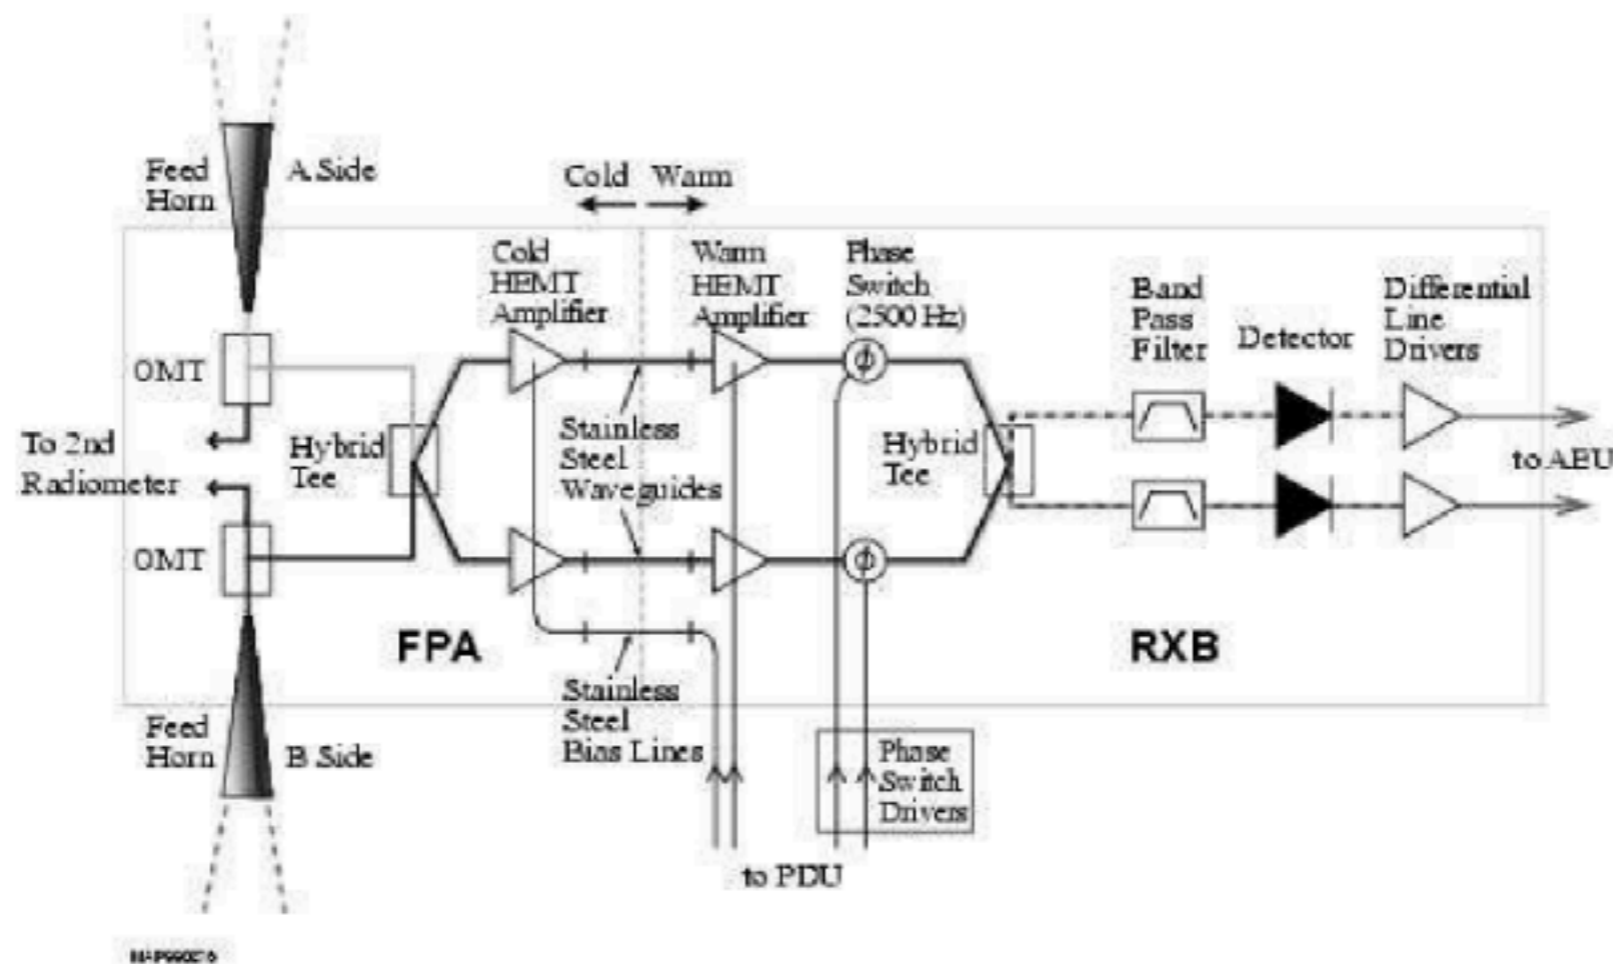 Feed
Horn
A Side
Cold
Warm
Cold
HEMT
Amplifier
Warm
HEMT
Amplifier
Phase
Switch
(2500 Hz)
Band
Pass
Filter
Detector
Differential
Line
Drivers
OMT
To 2nd
Radiometer
Hybrid
Tee
Stainless
Steel
Waveguides
Hybrid
Tee
to AEU
OMT
FPA
RXB
Stainless
Steel
Bias Lines
Feed
Horn
B Side
Phase
Switch
Drivers
to PDU